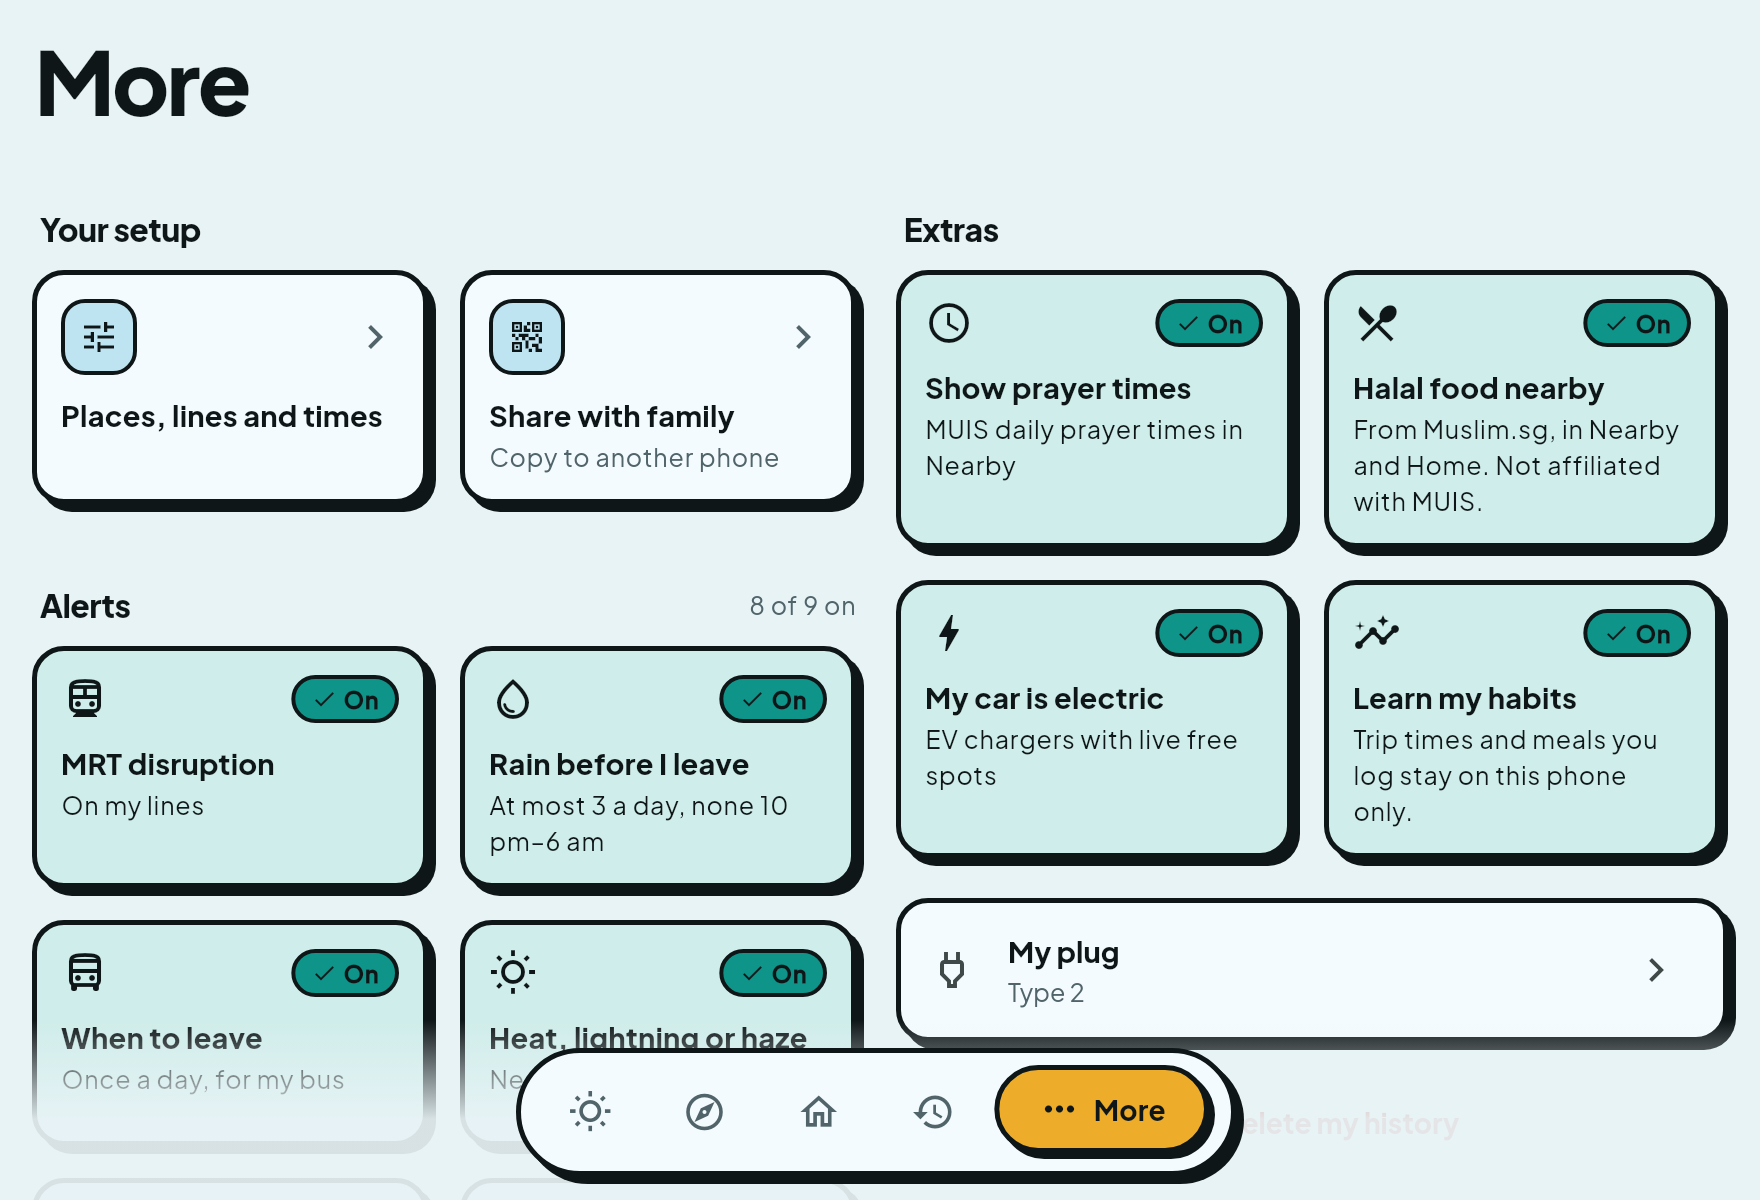 More
Your setup
Places, lines and times
Share with family
Copy to another phone
Alerts
8 of 9 on
On
MRT disruption
On my lines
On
Rain before I leave
At most 3 a day, none 10
pm–6 am
On
When to leave
Once a day, for my bus
On
Heat, lightning or haze
Extras
On
Show prayer times
MUIS daily prayer times in
Nearby
On
Halal food nearby
From Muslim.sg, in Nearby
and Home. Not affiliated
with MUIS.
On
My car is electric
EV chargers with live free
spots
On
Learn my habits
Trip times and meals you
log stay on this phone
only.
My plug
Type 2
my history
More